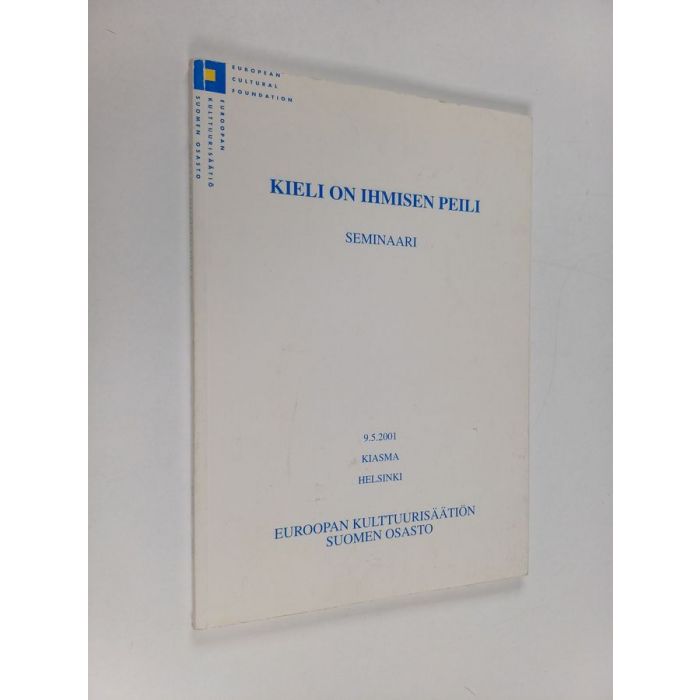 EUROPEAN
CULTURAL
FOUNDATION
EUROOPAN
KULTTUURISÄÄTIÖ
SUOMEN OSASTO
KIELI ON IHMISEN PEILI
SEMINAARI
9.5.2001
KIASMA
HELSINKI
EUROOPAN KULTTUURISÄÄTIÖN
SUOMEN OSASTO